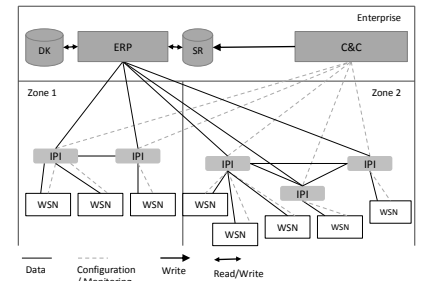 Enterprise
DK
ERP
SR
C&C
Zone 1
Zone 2
IPI
IPI
IPI
IPI
IPI
WSN
WSN
WSN
WSN
WSN
WSN
WSN
WSN
Data
Configuration
/ Monitoring
Write
Read/Write